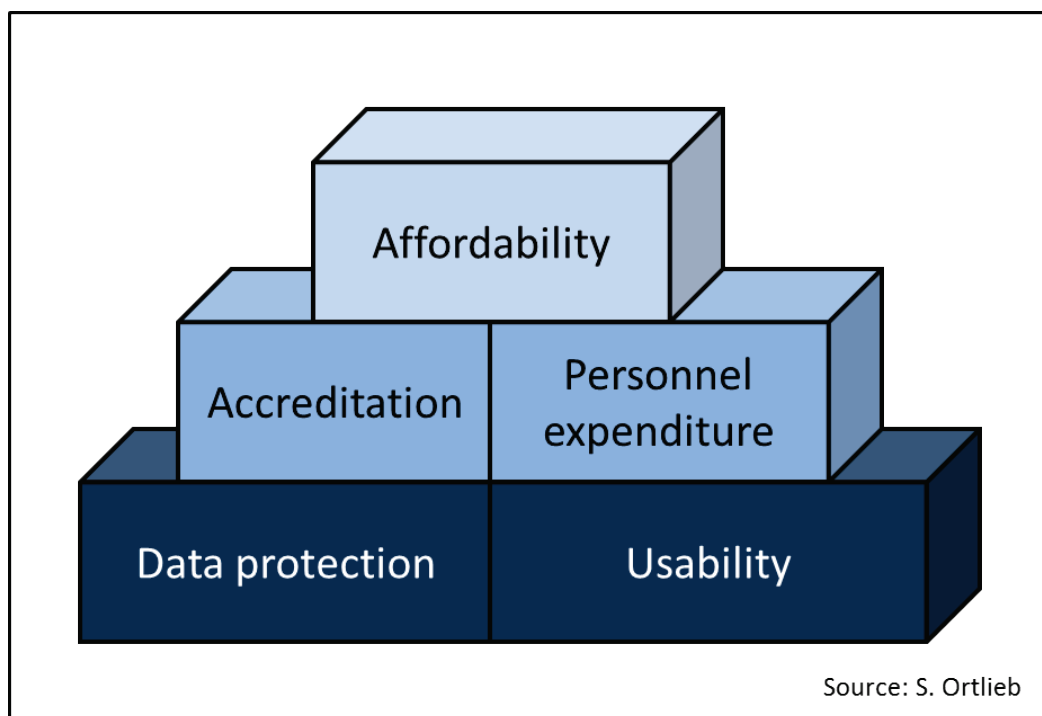 Affordability
Accreditation
Personnel
expenditure
Data protection
Usability
Source: S. Ortlieb